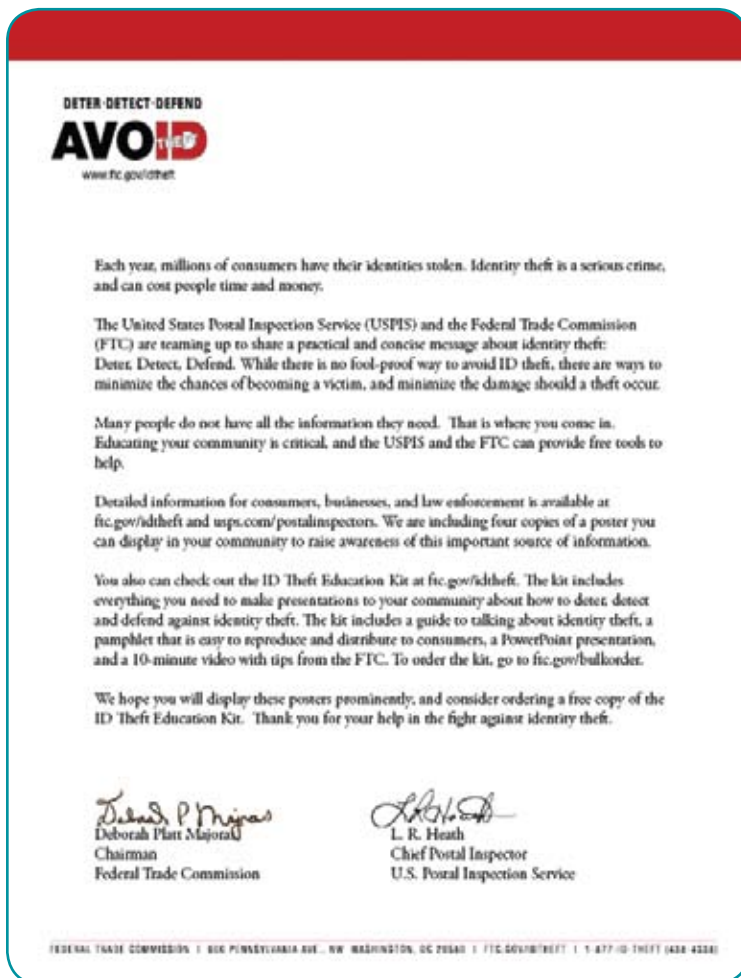 DETER·DETECT·DEFEND
AVOID
THEFT
www.ftc.gov/idtheft
Each year, millions of consumers have their identities stolen. Identity theft is a serious crime,
and can cost people time and money.
The United States Postal Inspection Service (USPIS) and the Federal Trade Commission
(FTC) are teaming up to share a practical and concise message about identity theft:
Deter, Detect, Defend. While there is no fool-proof way to avoid ID theft, there are ways to
minimize the chances of becoming a victim, and minimize the damage should a theft occur.
Many people do not have all the information they need. That is where you come in.
Educating your community is critical, and the USPIS and the FTC can provide free tools to
help.
Detailed information for consumers, businesses, and law enforcement is available at
ftc.gov/idtheft and usps.com/postalinspectors. We are including four copies of a poster you
can display in your community to raise awareness of this important source of information.
You also can check out the ID Theft Education Kit at ftc.gov/idtheft. The kit includes
everything you need to make presentations to your community about how to deter, detect
and defend against identity theft. The kit includes a guide to talking about identity theft, a
pamphlet that is easy to reproduce and distribute to consumers, a PowerPoint presentation,
and a 10-minute video with tips from the FTC. To order the kit, go to ftc.gov/bulkorder.
We hope you will display these posters prominently, and consider ordering a free copy of the
ID Theft Education Kit. Thank you for your help in the fight against identity theft.
Deborah P Majoras
Deborah Platt Majoras
Chairman
Federal Trade Commission
L R Heath
L. R. Heath
Chief Postal Inspector
U.S. Postal Inspection Service
FEDERAL TRADE COMMISSION | 600 PENNSYLVANIA AVE., NW WASHINGTON, DC 20580 | FTC.GOV/IDTHEFT | 1-877-ID-THEFT (438-4338)